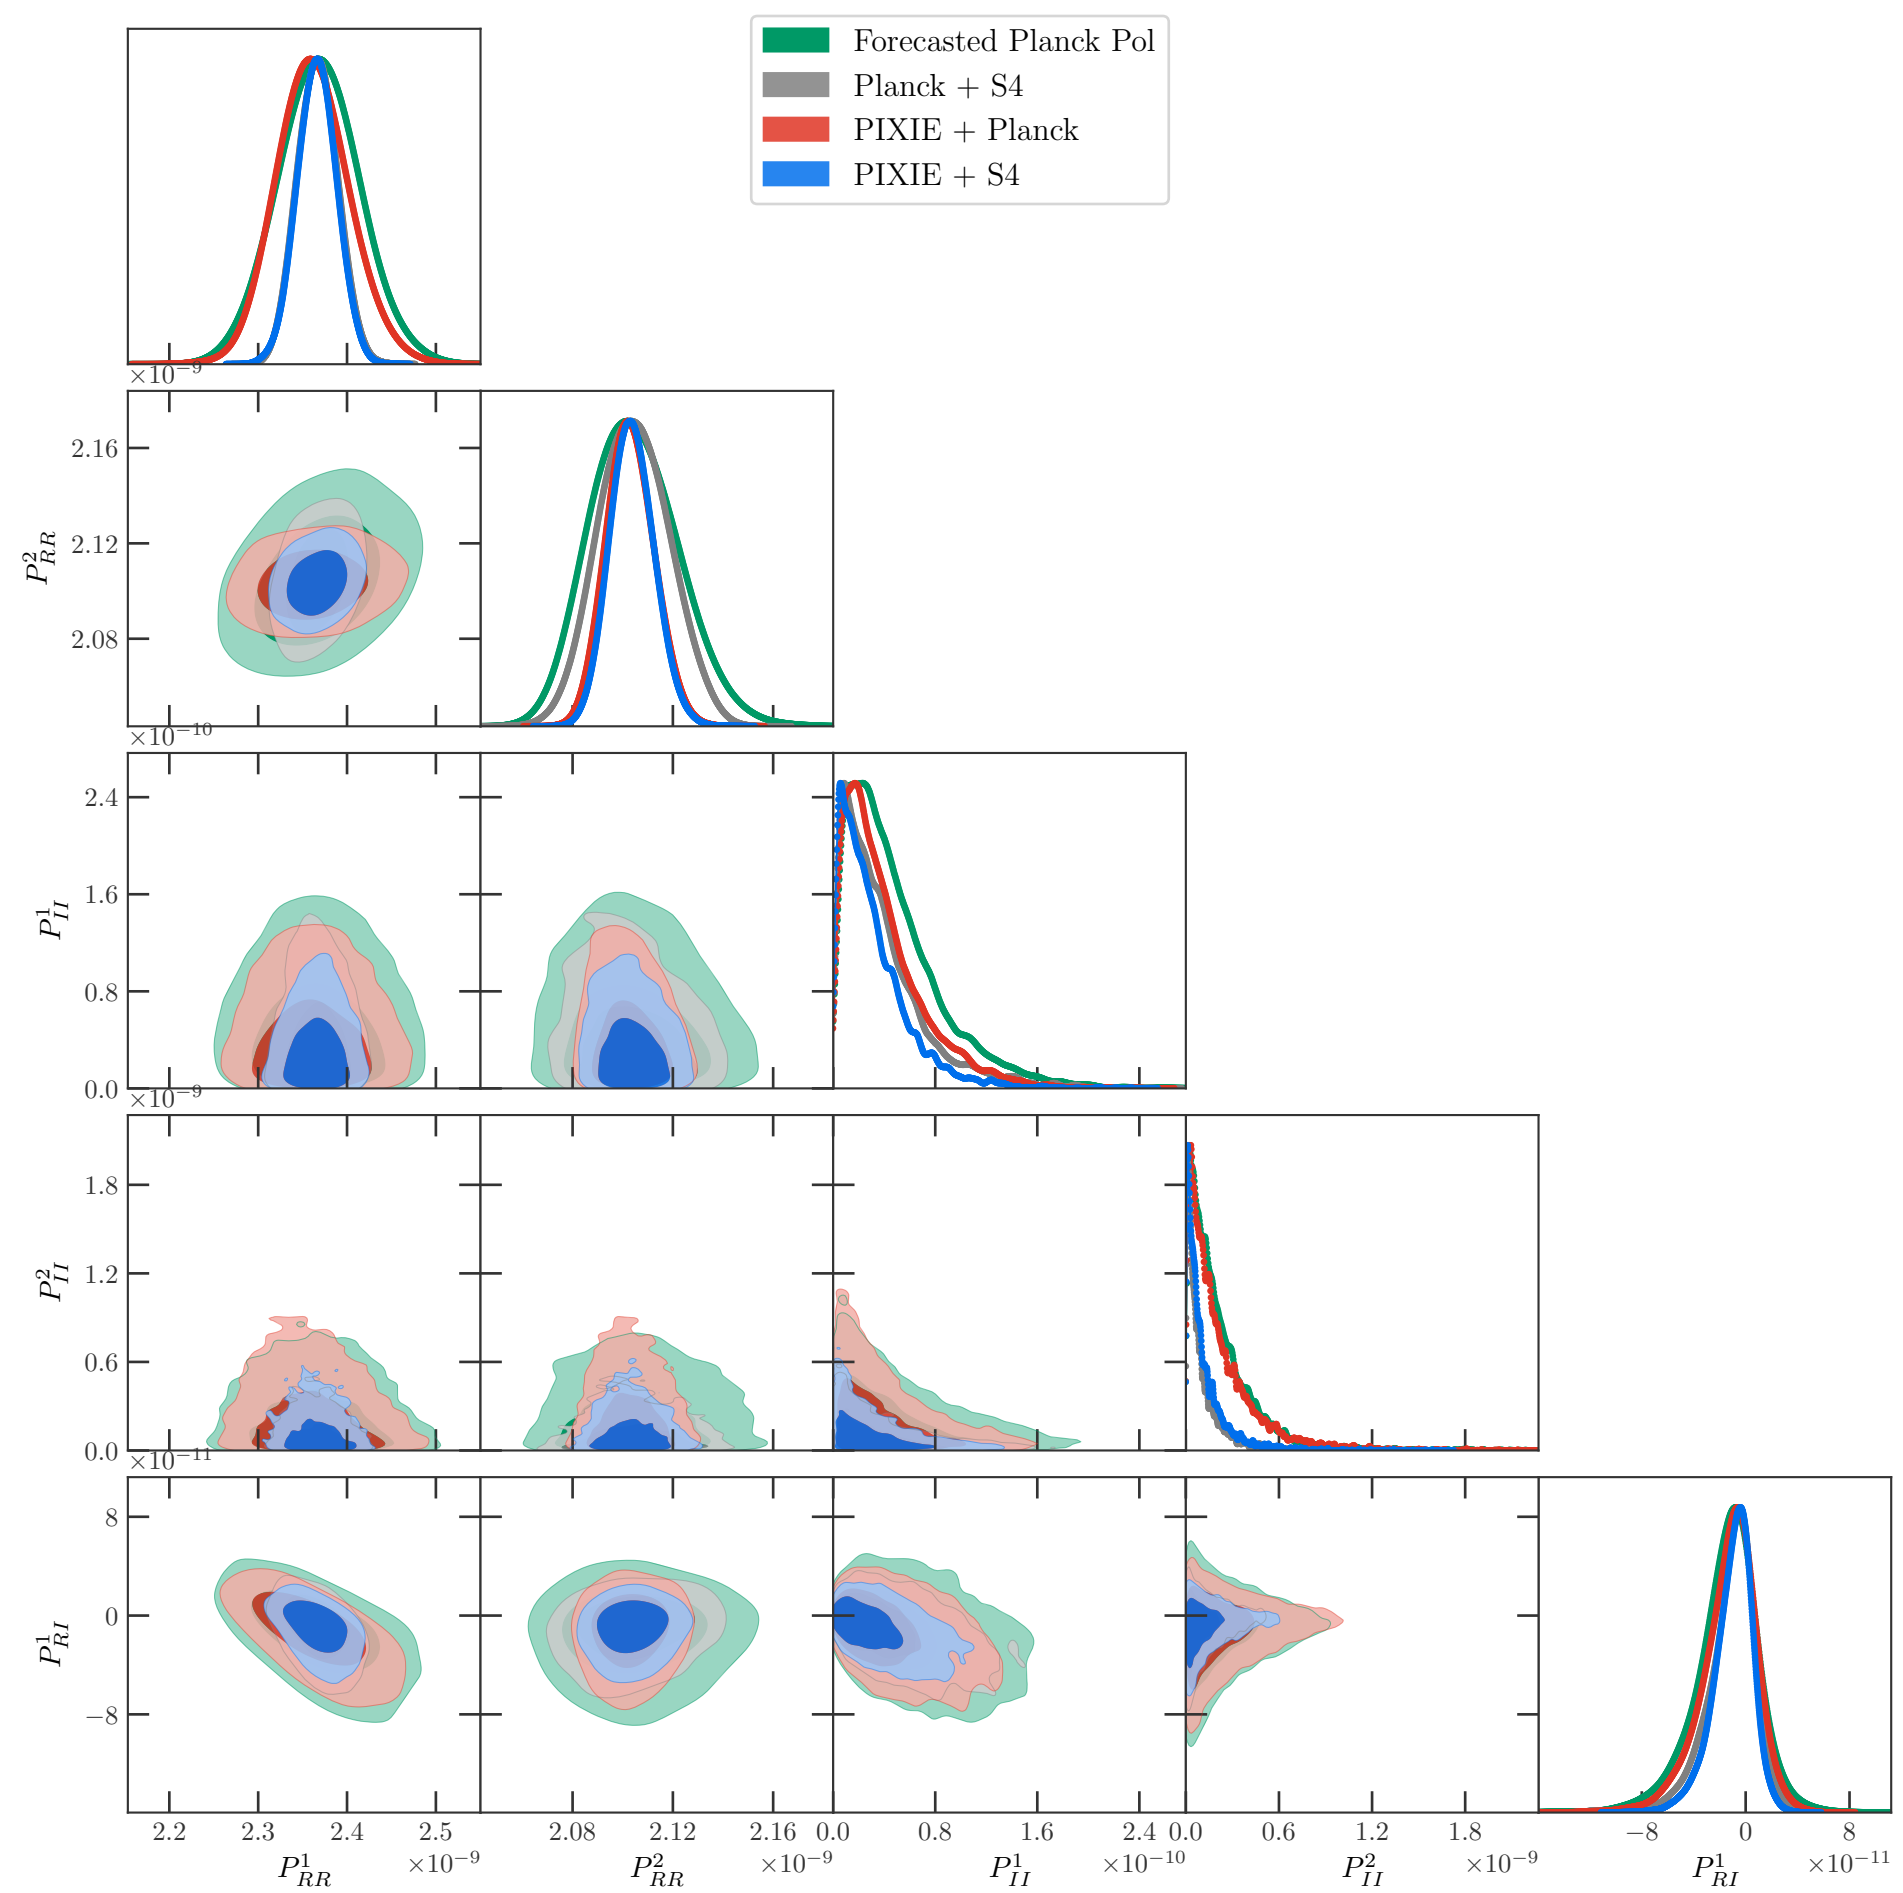 Forecasted Planck Pol
Planck + S4
PIXIE + Planck
PIXIE + S4
×10⁻⁹
2.16
2.12
2.08
P²_RR
×10⁻¹⁰
2.4
1.6
0.8
0.0
P¹_II
×10⁻⁹
1.8
1.2
0.6
0.0
P²_II
×10⁻¹¹
8
0
−8
P¹_RI
2.2 2.3 2.4 2.5 2.08 2.12 2.16 0.0 0.8 1.6 2.4 0.0 0.6 1.2 1.8 −8 0 8
P¹_RR ×10⁻⁹ P²_RR ×10⁻⁹ P¹_II ×10⁻¹⁰ P²_II ×10⁻⁹ P¹_RI ×10⁻¹¹